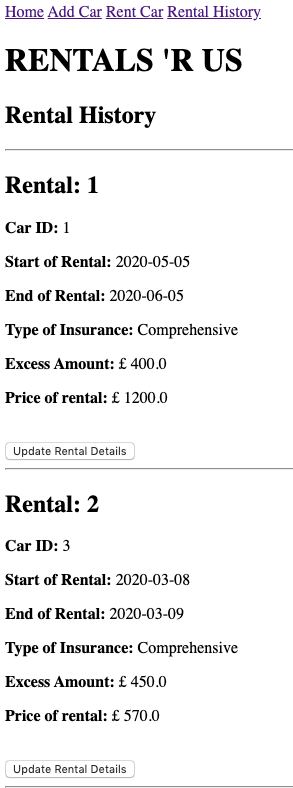 Home Add Car Rent Car Rental History
RENTALS 'R US
Rental History
Rental: 1
Car ID: 1
Start of Rental: 2020-05-05
End of Rental: 2020-06-05
Type of Insurance: Comprehensive
Excess Amount: £ 400.0
Price of rental: £ 1200.0
Update Rental Details
Rental: 2
Car ID: 3
Start of Rental: 2020-03-08
End of Rental: 2020-03-09
Type of Insurance: Comprehensive
Excess Amount: £ 450.0
Price of rental: £ 570.0
Update Rental Details